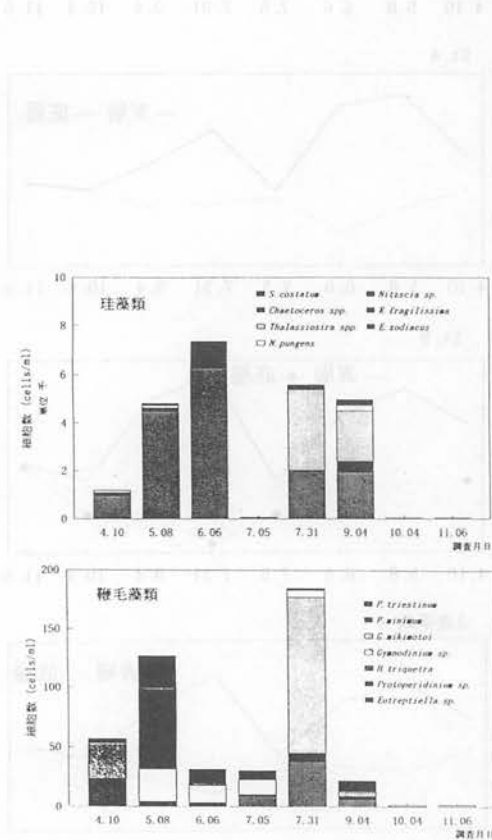 10
8
6
4
2
0
細胞数 (cells/ml)
単位 千
珪藻類
S. costatum
Chaetoceros spp.
Thalassiosira spp.
N. pungens
Nitzscia sp.
R. fragilissima
E. zodiacus
4. 10 5. 08 6. 06 7. 05 7. 31 9. 04 10. 04 11. 06
調査月日
200
150
100
50
0
細胞数 (cells/ml)
鞭毛藻類
P. triestinum
P. minimum
G. mikimotoi
Gymnodinium sp.
H. triquetra
Protoperidinium sp.
Eutreptiella sp.
4. 10 5. 08 6. 06 7. 05 7. 31 9. 04 10. 04 11. 06
調査月日